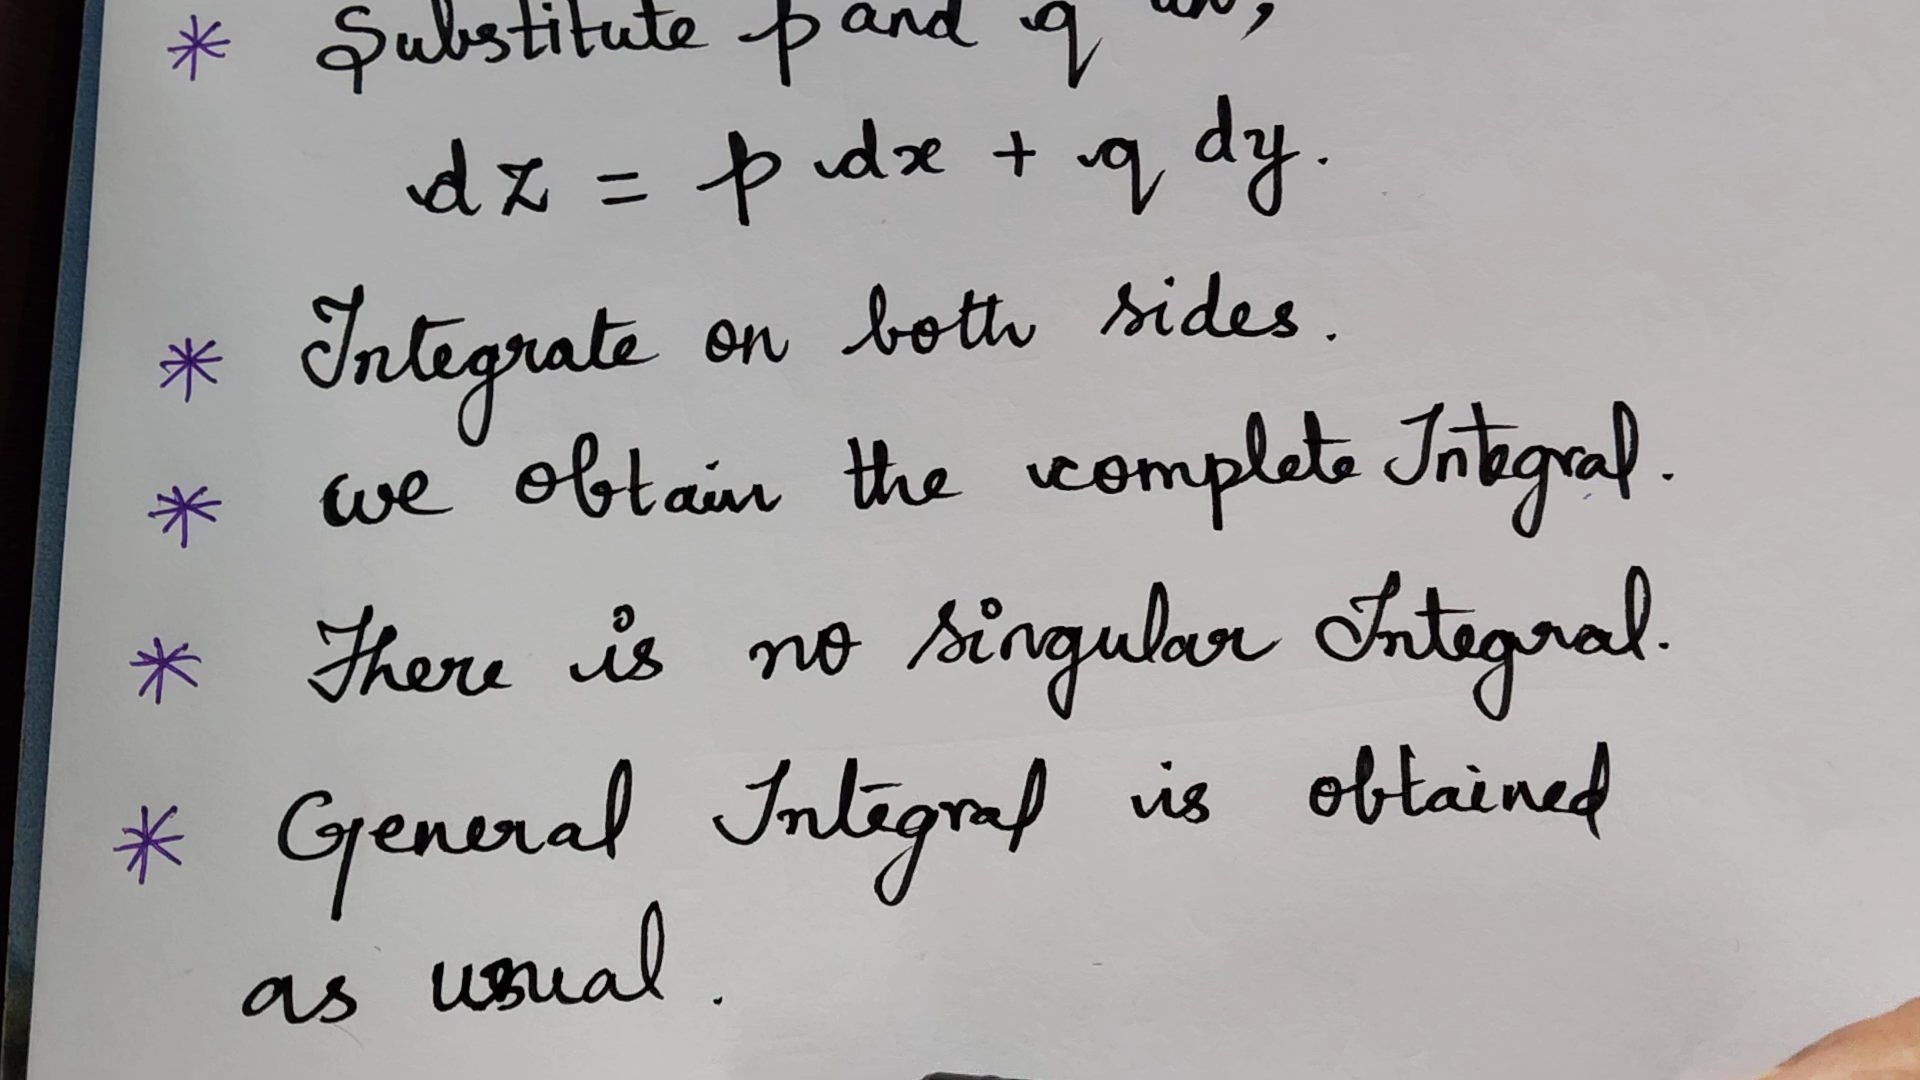 * Substitute p and q in,
dz = p dx + q dy.
* Integrate on both sides.
* we obtain the complete Integral.
* There is no singular Integral.
* General Integral is obtained
as usual.